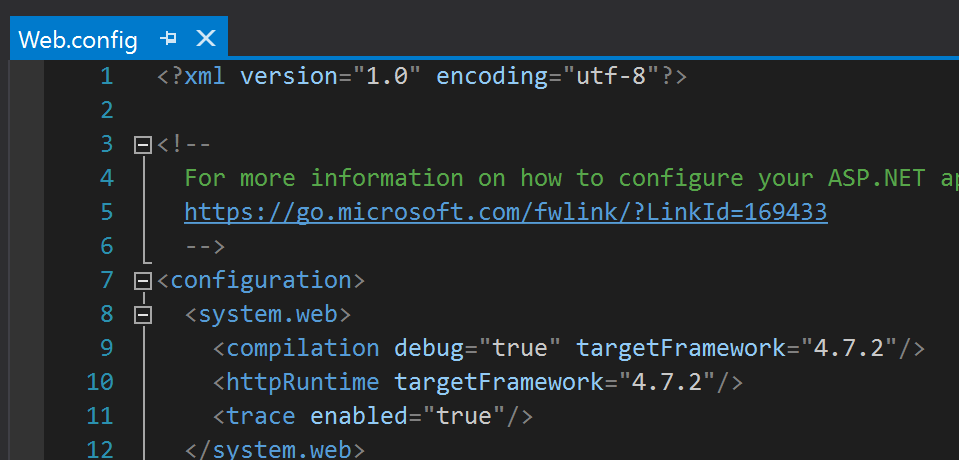 Web.config
1 <?xml version="1.0" encoding="utf-8"?>
2
3 <!--
4 For more information on how to configure your ASP.NET
5 https://go.microsoft.com/fwlink/?LinkId=169433
6 -->
7 <configuration>
8 <system.web>
9 <compilation debug="true" targetFramework="4.7.2"/>
10 <httpRuntime targetFramework="4.7.2"/>
11 <trace enabled="true"/>
12 </system.web>